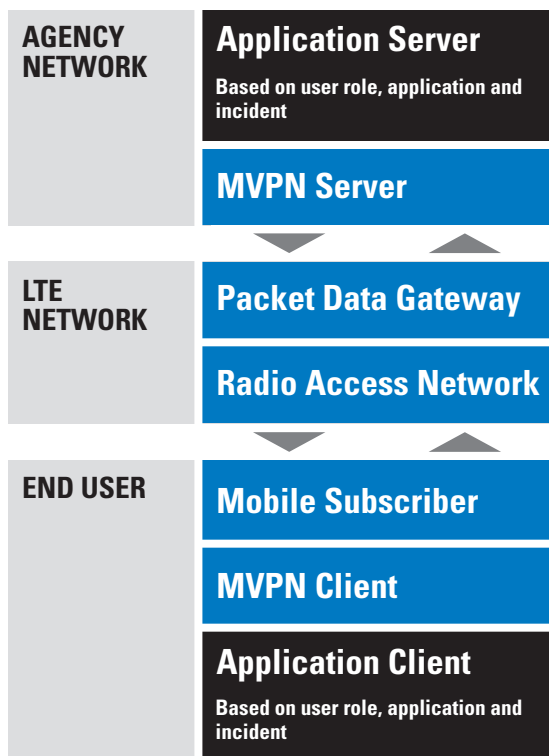 AGENCY
NETWORK
Application Server
Based on user role, application and
incident
MVPN Server
LTE
NETWORK
Packet Data Gateway
Radio Access Network
END USER
Mobile Subscriber
MVPN Client
Application Client
Based on user role, application and
incident